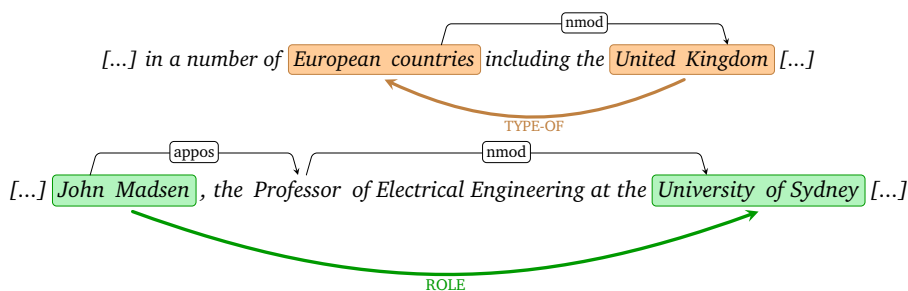 nmod
[...] in a number of European countries including the United Kingdom [...]
TYPE-OF
appos nmod
[...] John Madsen , the Professor of Electrical Engineering at the University of Sydney [...]
ROLE